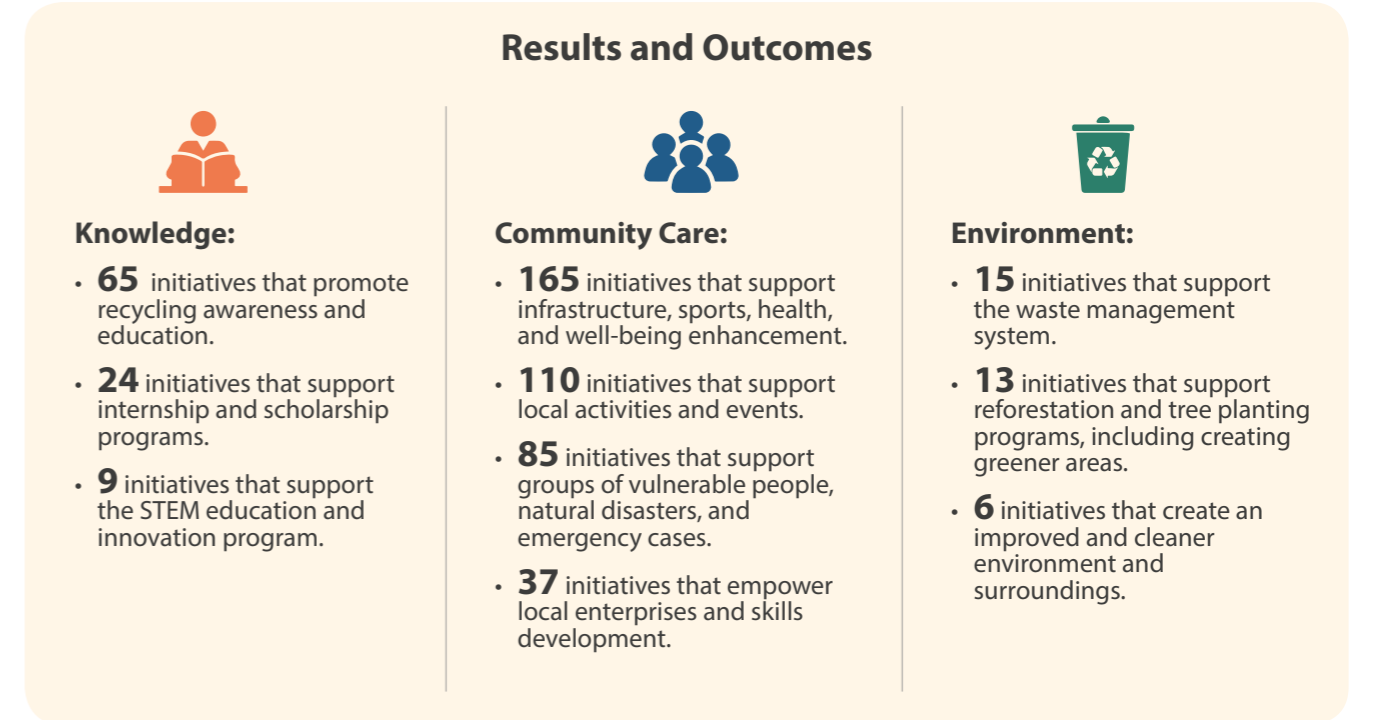 Results and Outcomes
Knowledge:
• 65 initiatives that promote
recycling awareness and
education.
• 24 initiatives that support
internship and scholarship
programs.
• 9 initiatives that support
the STEM education and
innovation program.
Community Care:
• 165 initiatives that support
infrastructure, sports, health,
and well-being enhancement.
• 110 initiatives that support
local activities and events.
• 85 initiatives that support
groups of vulnerable people,
natural disasters, and
emergency cases.
• 37 initiatives that empower
local enterprises and skills
development.
Environment:
• 15 initiatives that support
the waste management
system.
• 13 initiatives that support
reforestation and tree planting
programs, including creating
greener areas.
• 6 initiatives that create an
improved and cleaner
environment and
surroundings.